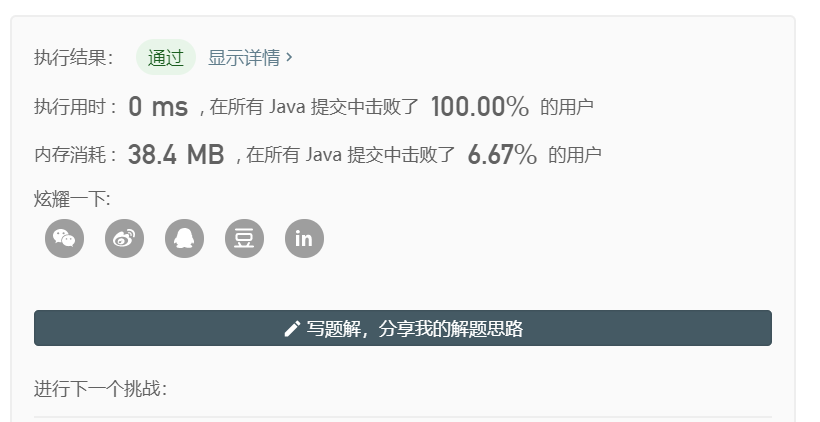 执行结果： 通过 显示详情 ›
执行用时： 0 ms , 在所有 Java 提交中击败了 100.00% 的用户
内存消耗： 38.4 MB , 在所有 Java 提交中击败了 6.67% 的用户
炫耀一下:
豆 in
写题解，分享我的解题思路
进行下一个挑战：